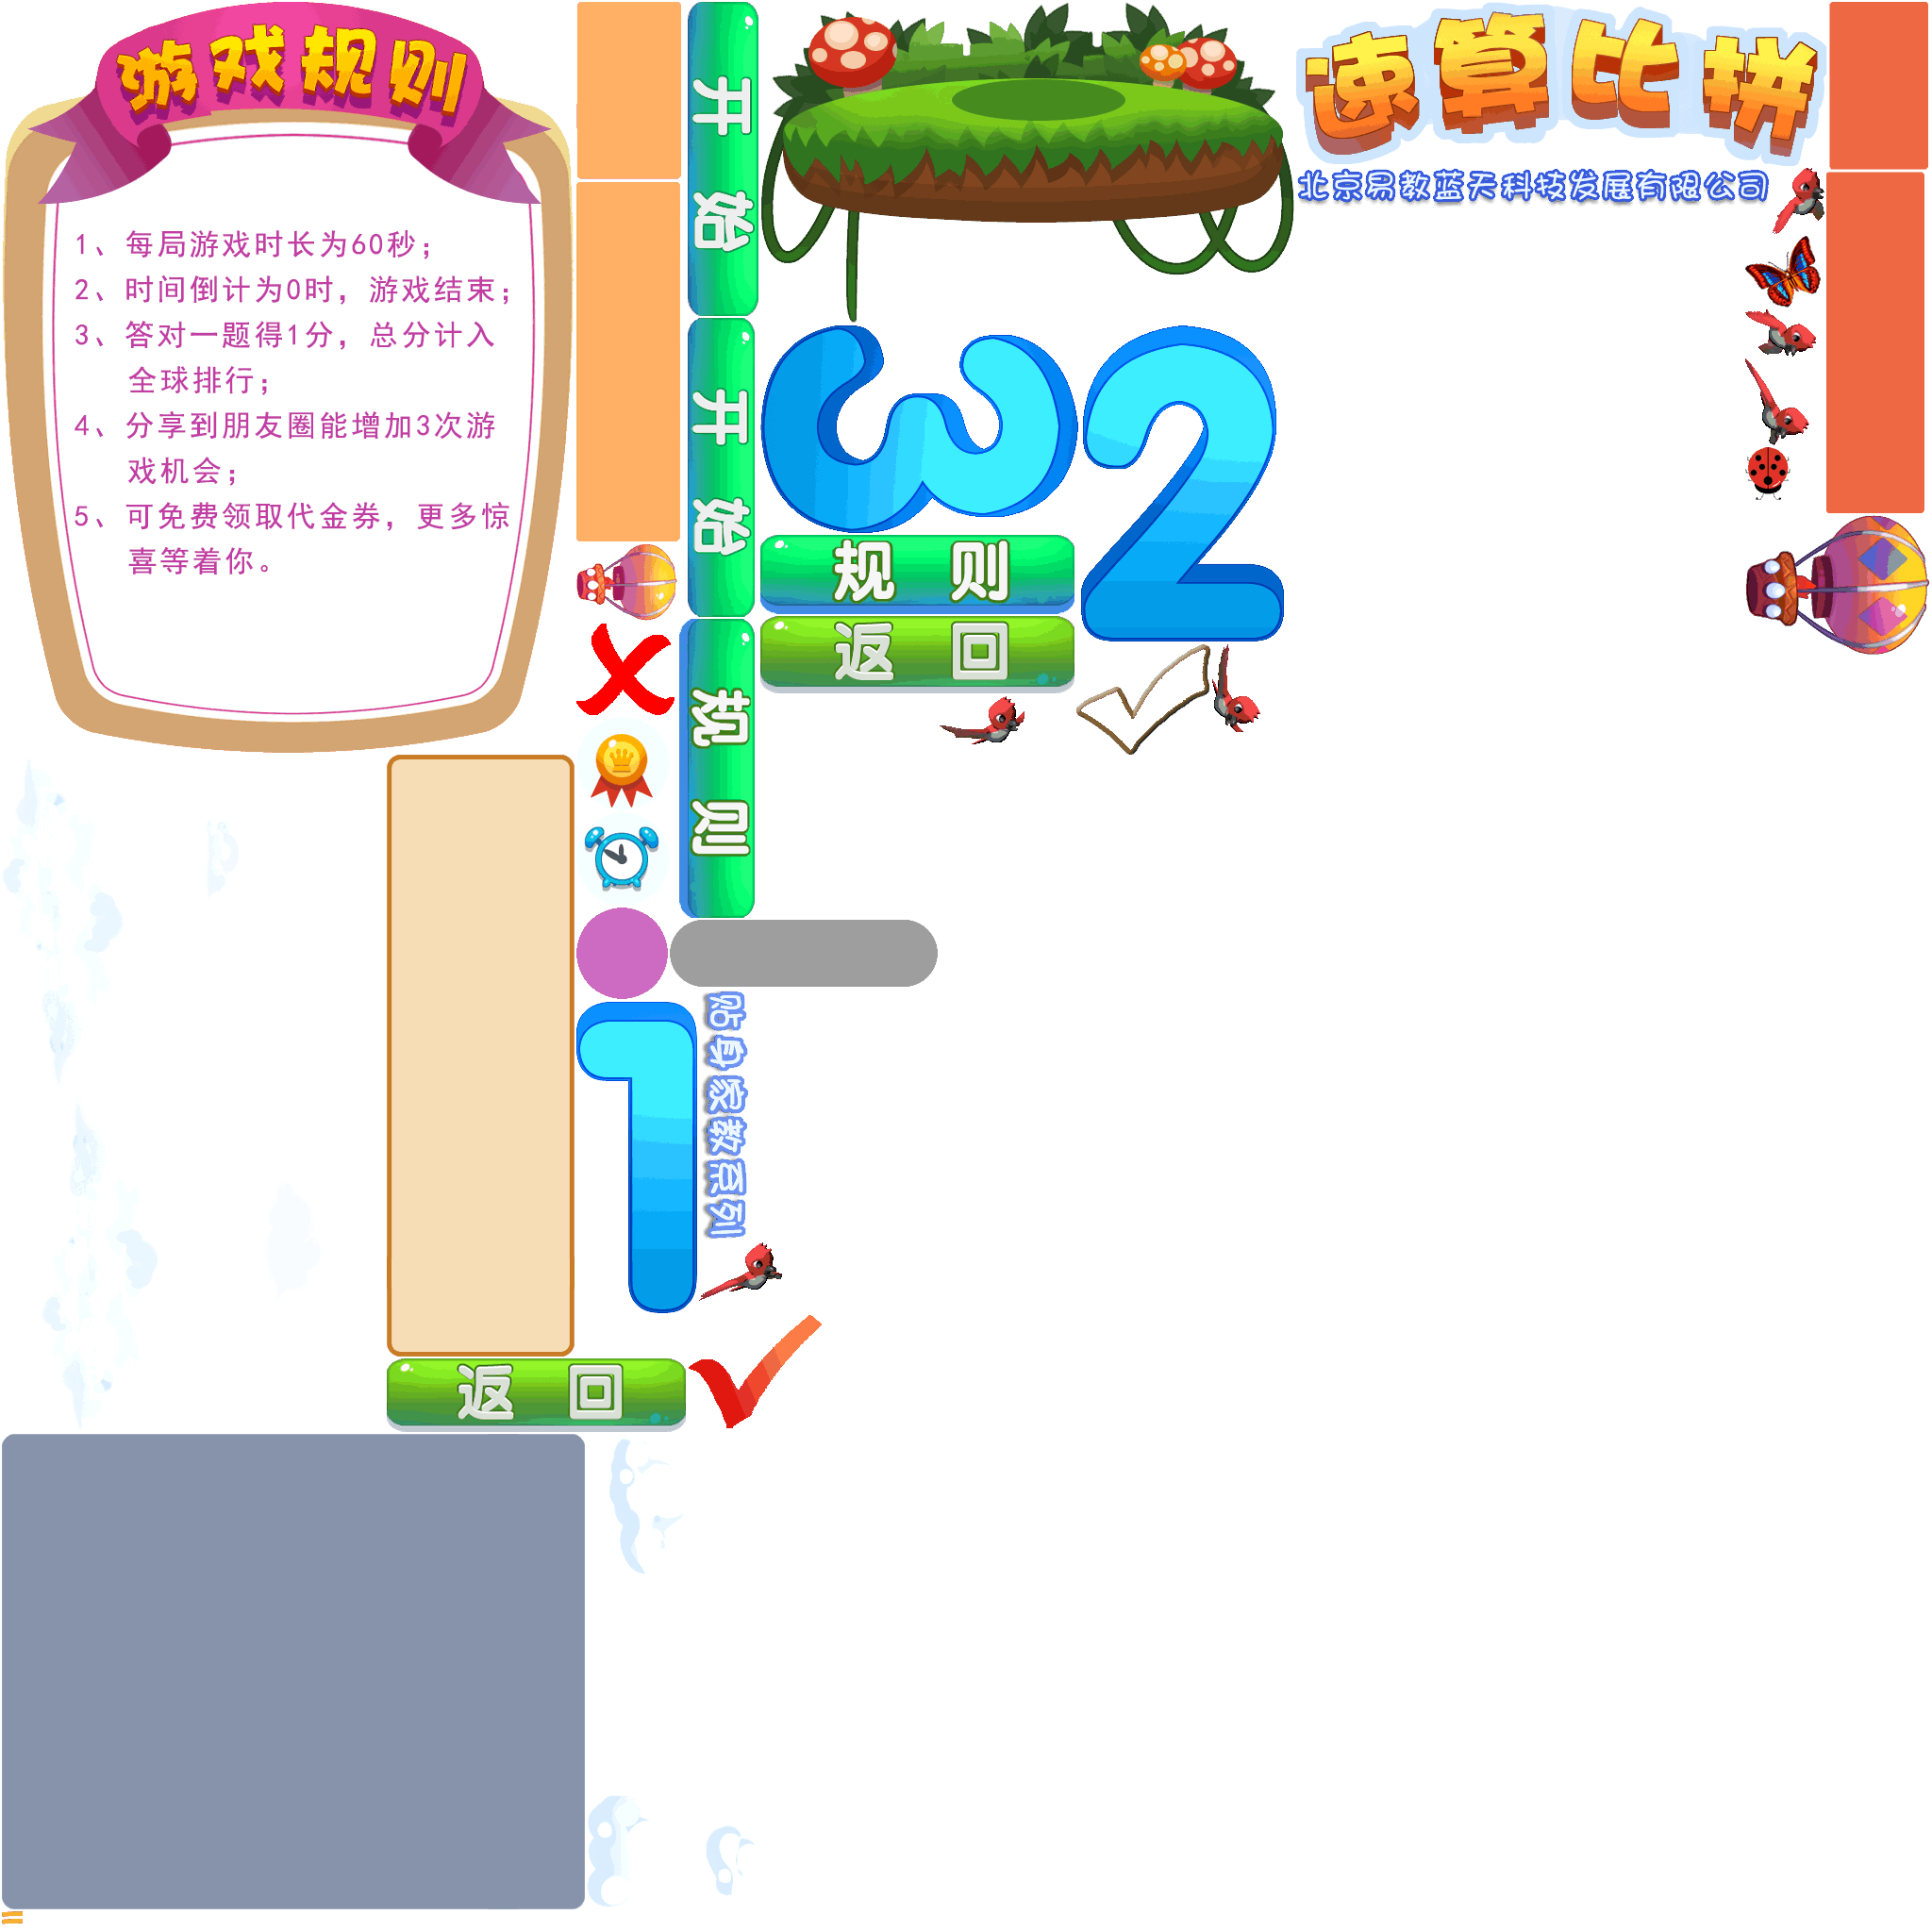 游戏规则
1、每局游戏时长为60秒；
2、时间倒计为0时，游戏结束；
3、答对一题得1分，总分计入
全球排行；
4、分享到朋友圈能增加3次游
戏机会；
5、可免费领取代金券，更多惊
喜等着你。
开始
开始
规则
速算比拼
北京易教蓝天科技发展有限公司
3
2
规则
返回
1
贴身家教系列
返回